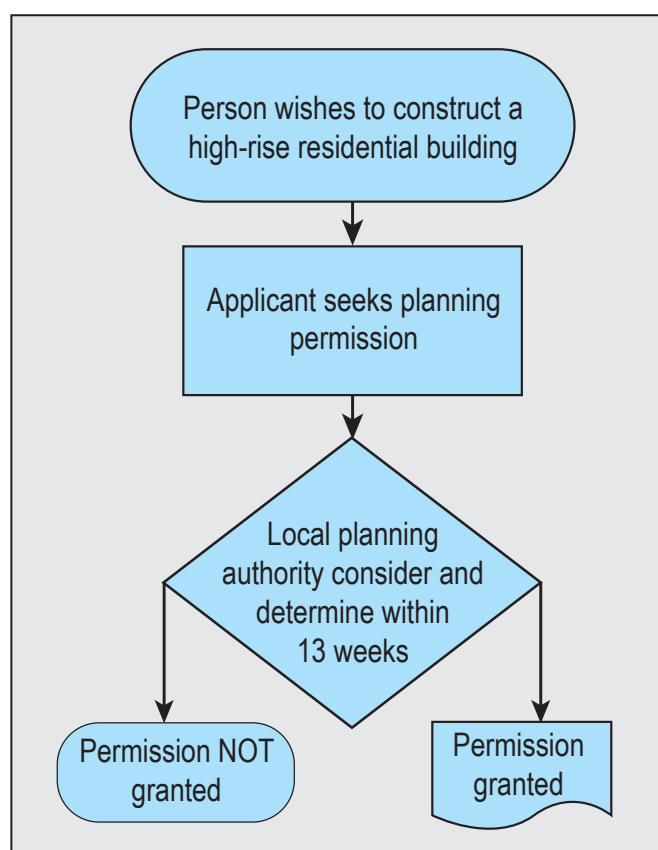 Person wishes to construct a
high-rise residential building
Applicant seeks planning
permission
Local planning
authority consider and
determine within
13 weeks
Permission NOT
granted
Permission
granted